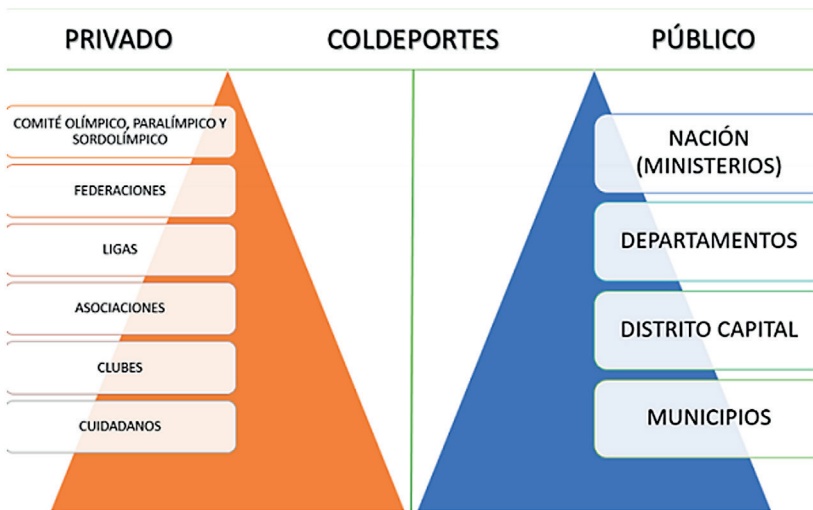 PRIVADO
COLDEPORTES
PÚBLICO
COMITÉ OLÍMPICO, PARALÍMPICO Y
SORDOLÍMPICO
FEDERACIONES
LIGAS
ASOCIACIONES
CLUBES
CUIDADANOS
NACIÓN
(MINISTERIOS)
DEPARTAMENTOS
DISTRITO CAPITAL
MUNICIPIOS